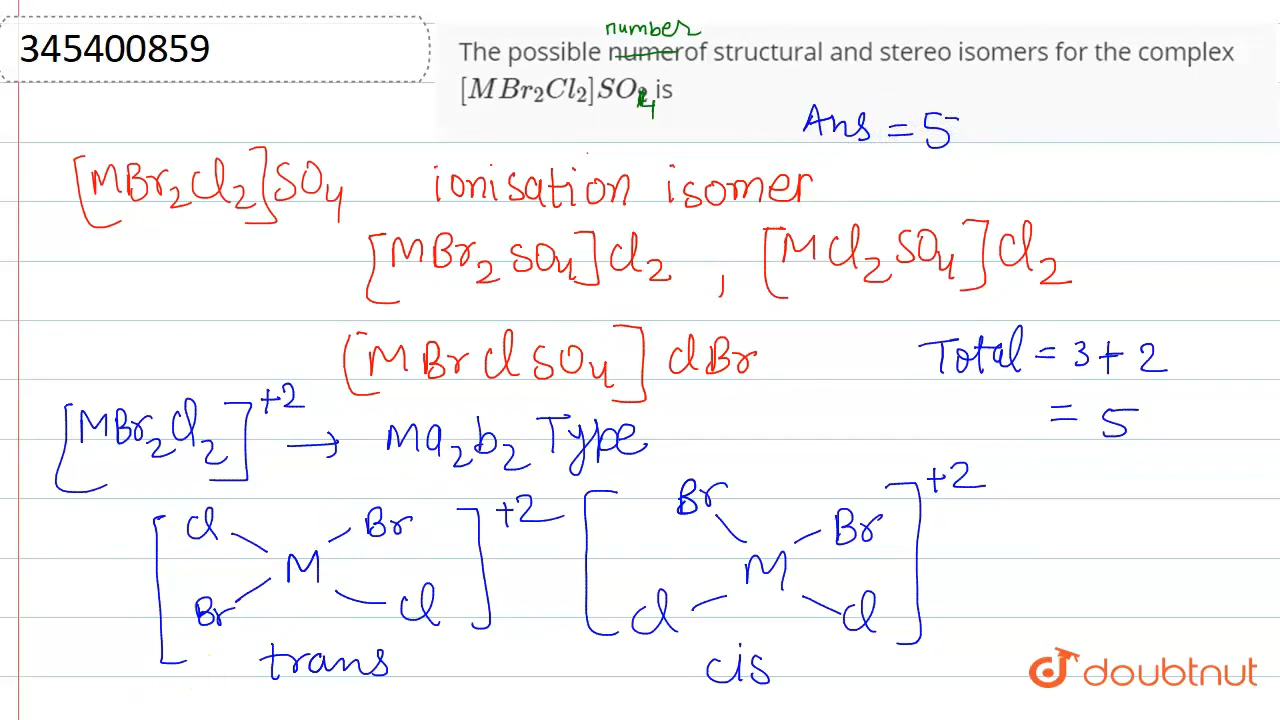 345400859
number
The possible numerof structural and stereo isomers for the complex
[MBr₂Cl₂]SO4 is
Ans = 5
[MBr₂Cl₂]SO₄ ionisation isomer
[MBr₂SO₄]Cl₂ , [MCl₂SO₄]Cl₂
[MBrClSO₄]ClBr
Total = 3+2
= 5
[MBr₂Cl₂]⁺² → Ma₂b₂ Type
[Cl Br M Br Cl]⁺² [Br Br M Cl Cl]⁺²
trans cis
doubtnut